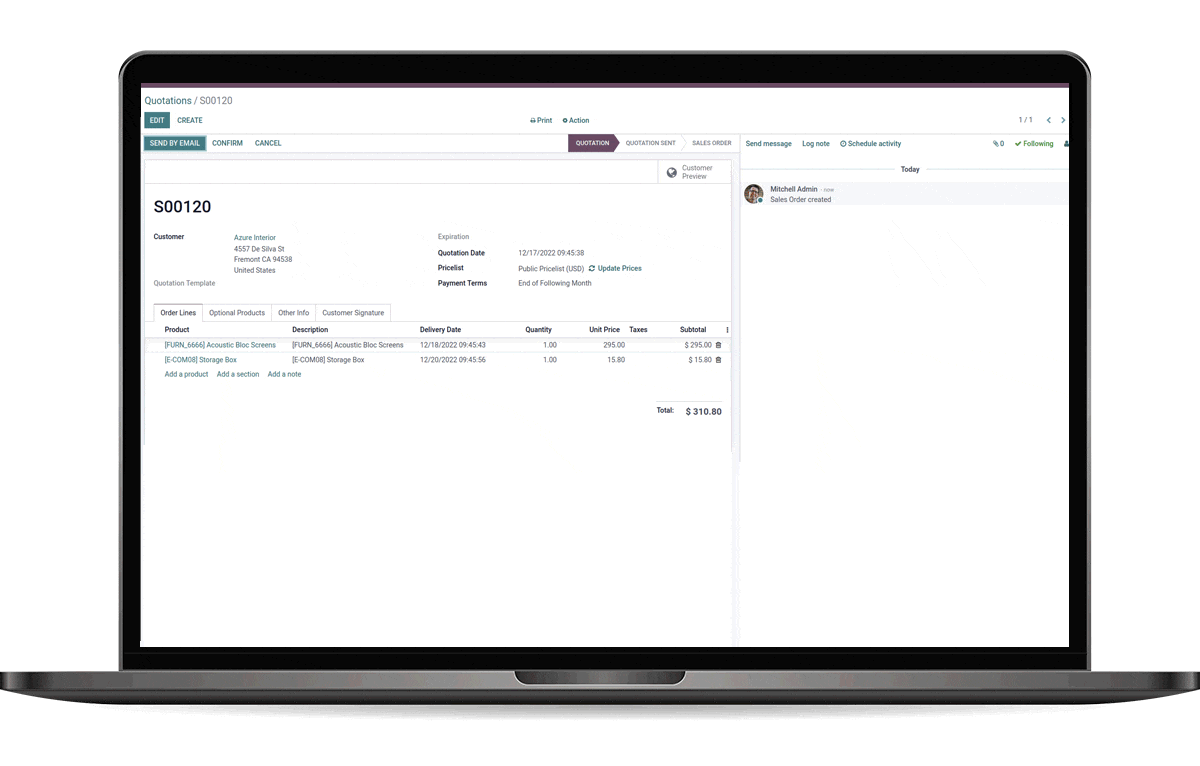 Quotations / S00120
EDIT CREATE Print Action 1 / 1
SEND BY EMAIL CONFIRM CANCEL QUOTATION QUOTATION SENT SALES ORDER
Customer Preview
S00120
Customer Azure Interior
4557 De Silva St
Fremont CA 94538
United States
Quotation Template
Expiration
Quotation Date 12/17/2022 09:45:38
Pricelist Public Pricelist (USD) Update Prices
Payment Terms End of Following Month
Order Lines Optional Products Other Info Customer Signature
Product Description Delivery Date Quantity Unit Price Taxes Subtotal
[FURN_6666] Acoustic Bloc Screens [FURN_6666] Acoustic Bloc Screens 12/18/2022 09:45:43 1.00 295.00 $ 295.00
[E-COM08] Storage Box [E-COM08] Storage Box 12/20/2022 09:45:56 1.00 15.80 $ 15.80
Add a product Add a section Add a note
Total: $ 310.80
Send message Log note Schedule activity 0 Following
Today
Mitchell Admin - now
Sales Order created